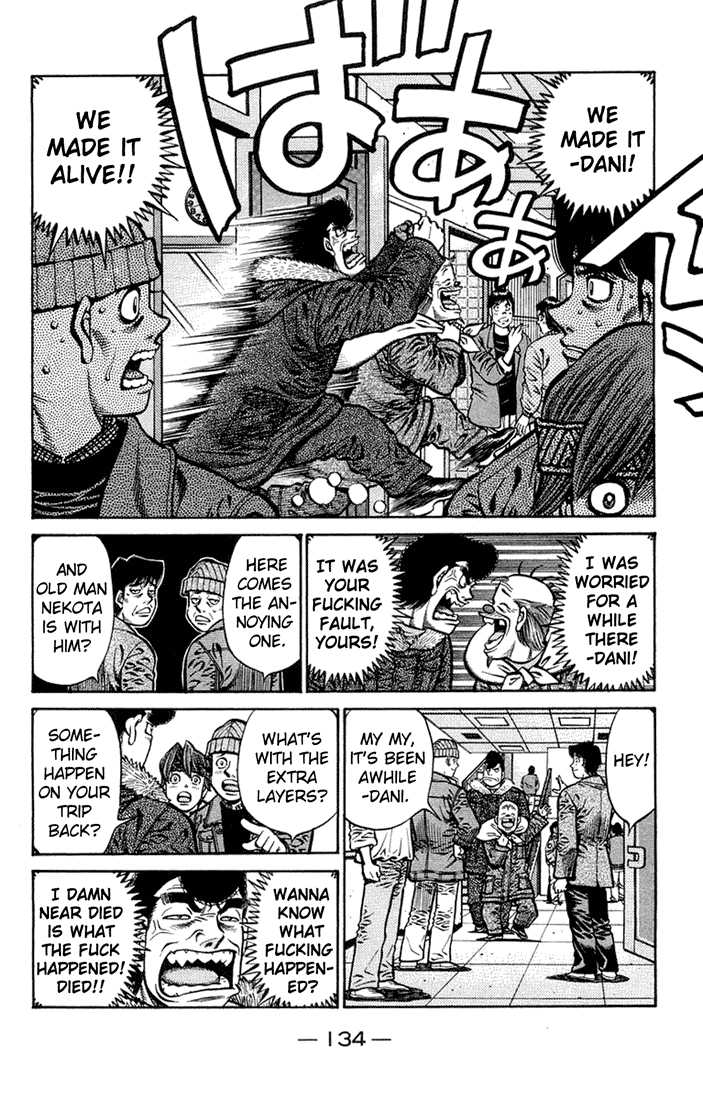 WE
MADE IT
-DANI!
WE
MADE IT
ALIVE!!
ばあぁん
I WAS
WORRIED
FOR A
WHILE
THERE
-DANI!
IT WAS
YOUR
FUCKING
FAULT,
YOURS!
HERE
COMES
THE AN-
NOYING
ONE.
AND
OLD MAN
NEKOTA
IS WITH
HIM?
HEY!
MY MY,
IT'S BEEN
AWHILE
-DANI.
WHAT'S
WITH THE
EXTRA
LAYERS?
SOME-
THING
HAPPEN
ON YOUR
TRIP
BACK?
WANNA
KNOW
WHAT
FUCKING
HAPPEN-
ED?
I DAMN
NEAR DIED
IS WHAT
THE FUCK
HAPPENED!
DIED!!
— 134 —